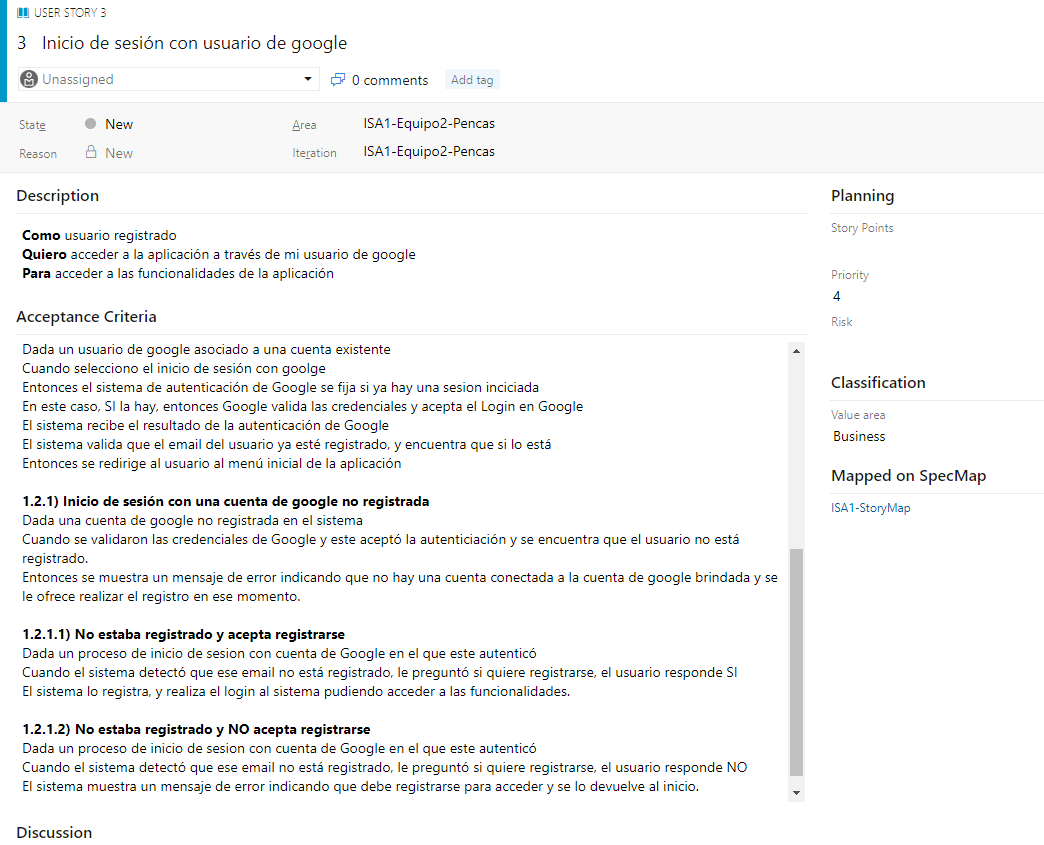 USER STORY 3
3 Inicio de sesión con usuario de google
Unassigned
0 comments
Add tag
State
New
Area
ISA1-Equipo2-Pencas
Reason
New
Iteration
ISA1-Equipo2-Pencas
Description
Como usuario registrado
Quiero acceder a la aplicación a través de mi usuario de google
Para acceder a las funcionalidades de la aplicación
Acceptance Criteria
Dada un usuario de google asociado a una cuenta existente
Cuando selecciono el inicio de sesión con goolge
Entonces el sistema de autenticación de Google se fija si ya hay una sesion inciciada
En este caso, SI la hay, entonces Google valida las credenciales y acepta el Login en Google
El sistema recibe el resultado de la autenticación de Google
El sistema valida que el email del usuario ya esté registrado, y encuentra que si lo está
Entonces se redirige al usuario al menú inicial de la aplicación
1.2.1) Inicio de sesión con una cuenta de google no registrada
Dada una cuenta de google no registrada en el sistema
Cuando se validaron las credenciales de Google y este aceptó la autenticiación y se encuentra que el usuario no está
registrado.
Entonces se muestra un mensaje de error indicando que no hay una cuenta conectada a la cuenta de google brindada y se
le ofrece realizar el registro en ese momento.
1.2.1.1) No estaba registrado y acepta registrarse
Dada un proceso de inicio de sesion con cuenta de Google en el que este autenticó
Cuando el sistema detectó que ese email no está registrado, le preguntó si quiere registrarse, el usuario responde SI
El sistema lo registra, y realiza el login al sistema pudiendo acceder a las funcionalidades.
1.2.1.2) No estaba registrado y NO acepta registrarse
Dada un proceso de inicio de sesion con cuenta de Google en el que este autenticó
Cuando el sistema detectó que ese email no está registrado, le preguntó si quiere registrarse, el usuario responde NO
El sistema muestra un mensaje de error indicando que debe registrarse para acceder y se lo devuelve al inicio.
Discussion
Planning
Story Points
Priority
4
Risk
Classification
Value area
Business
Mapped on SpecMap
ISA1-StoryMap